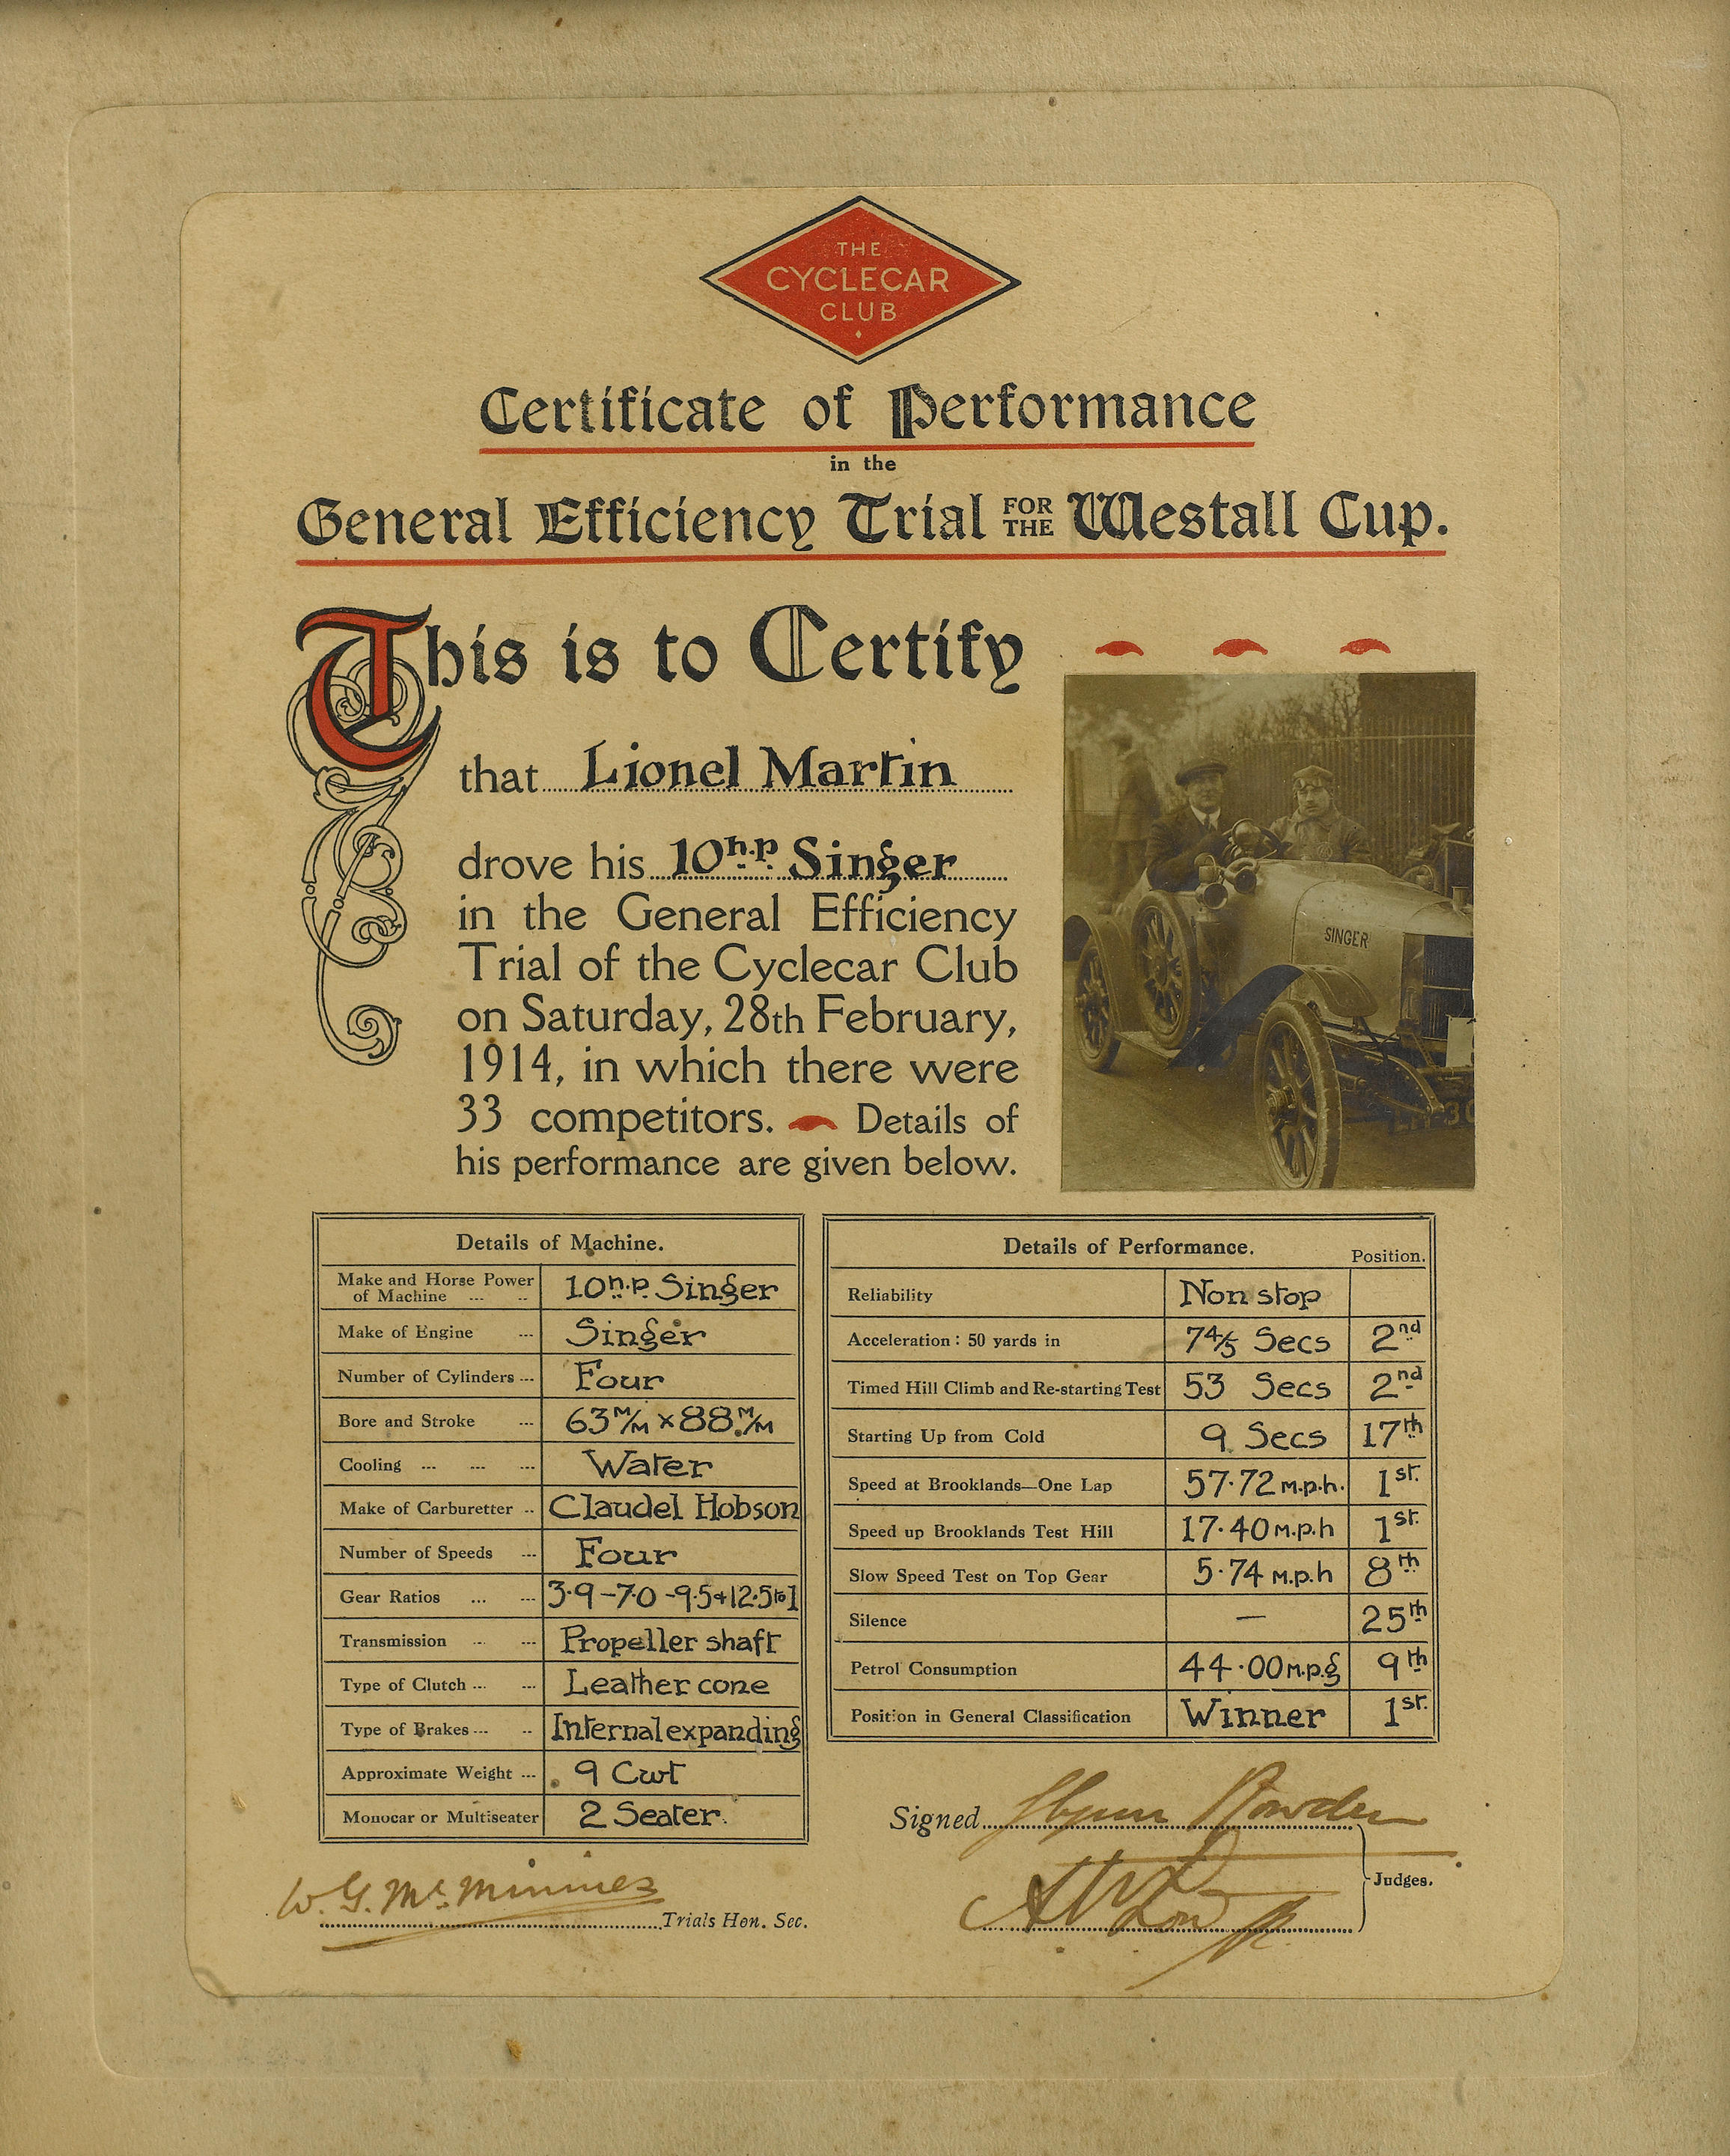 THE
CYCLECAR
CLUB
Certificate of Performance
in the
General Efficiency Trial FOR THE Westall Cup.
This is to Certify
that Lionel Martin
drove his 10 h.p. Singer
in the General Efficiency
Trial of the Cyclecar Club
on Saturday, 28th February,
1914, in which there were
33 competitors. Details of
his performance are given below.
SINGER
Details of Machine.
Make and Horse Power of Machine ... .. 10 h.p. Singer
Make of Engine ... Singer
Number of Cylinders ... Four
Bore and Stroke ... 63 M/M × 88 M/M
Cooling ... ... ... Water
Make of Carburetter .. Claudel Hobson
Number of Speeds ... Four
Gear Ratios ... ... 3·9-7·0-9·5+12·5 to 1
Transmission ... ... Propeller shaft
Type of Clutch ... ... Leather cone
Type of Brakes ... .. Internal expanding
Approximate Weight ... 9 Cwt
Monocar or Multiseater 2 Seater.
W. G. McMinnies
Trials Hon. Sec.
Details of Performance. Position.
Reliability Non stop
Acceleration: 50 yards in 7 4/5 Secs 2nd
Timed Hill Climb and Re-starting Test 53 Secs 2nd
Starting Up from Cold 9 Secs 17th
Speed at Brooklands—One Lap 57·72 m.p.h. 1st.
Speed up Brooklands Test Hill 17·40 m.p.h 1st.
Slow Speed Test on Top Gear 5·74 m.p.h 8th
Silence — 25th
Petrol Consumption 44·00 m.p.g 9th
Position in General Classification Winner 1st.
Signed Glynn Rowden
Judges.